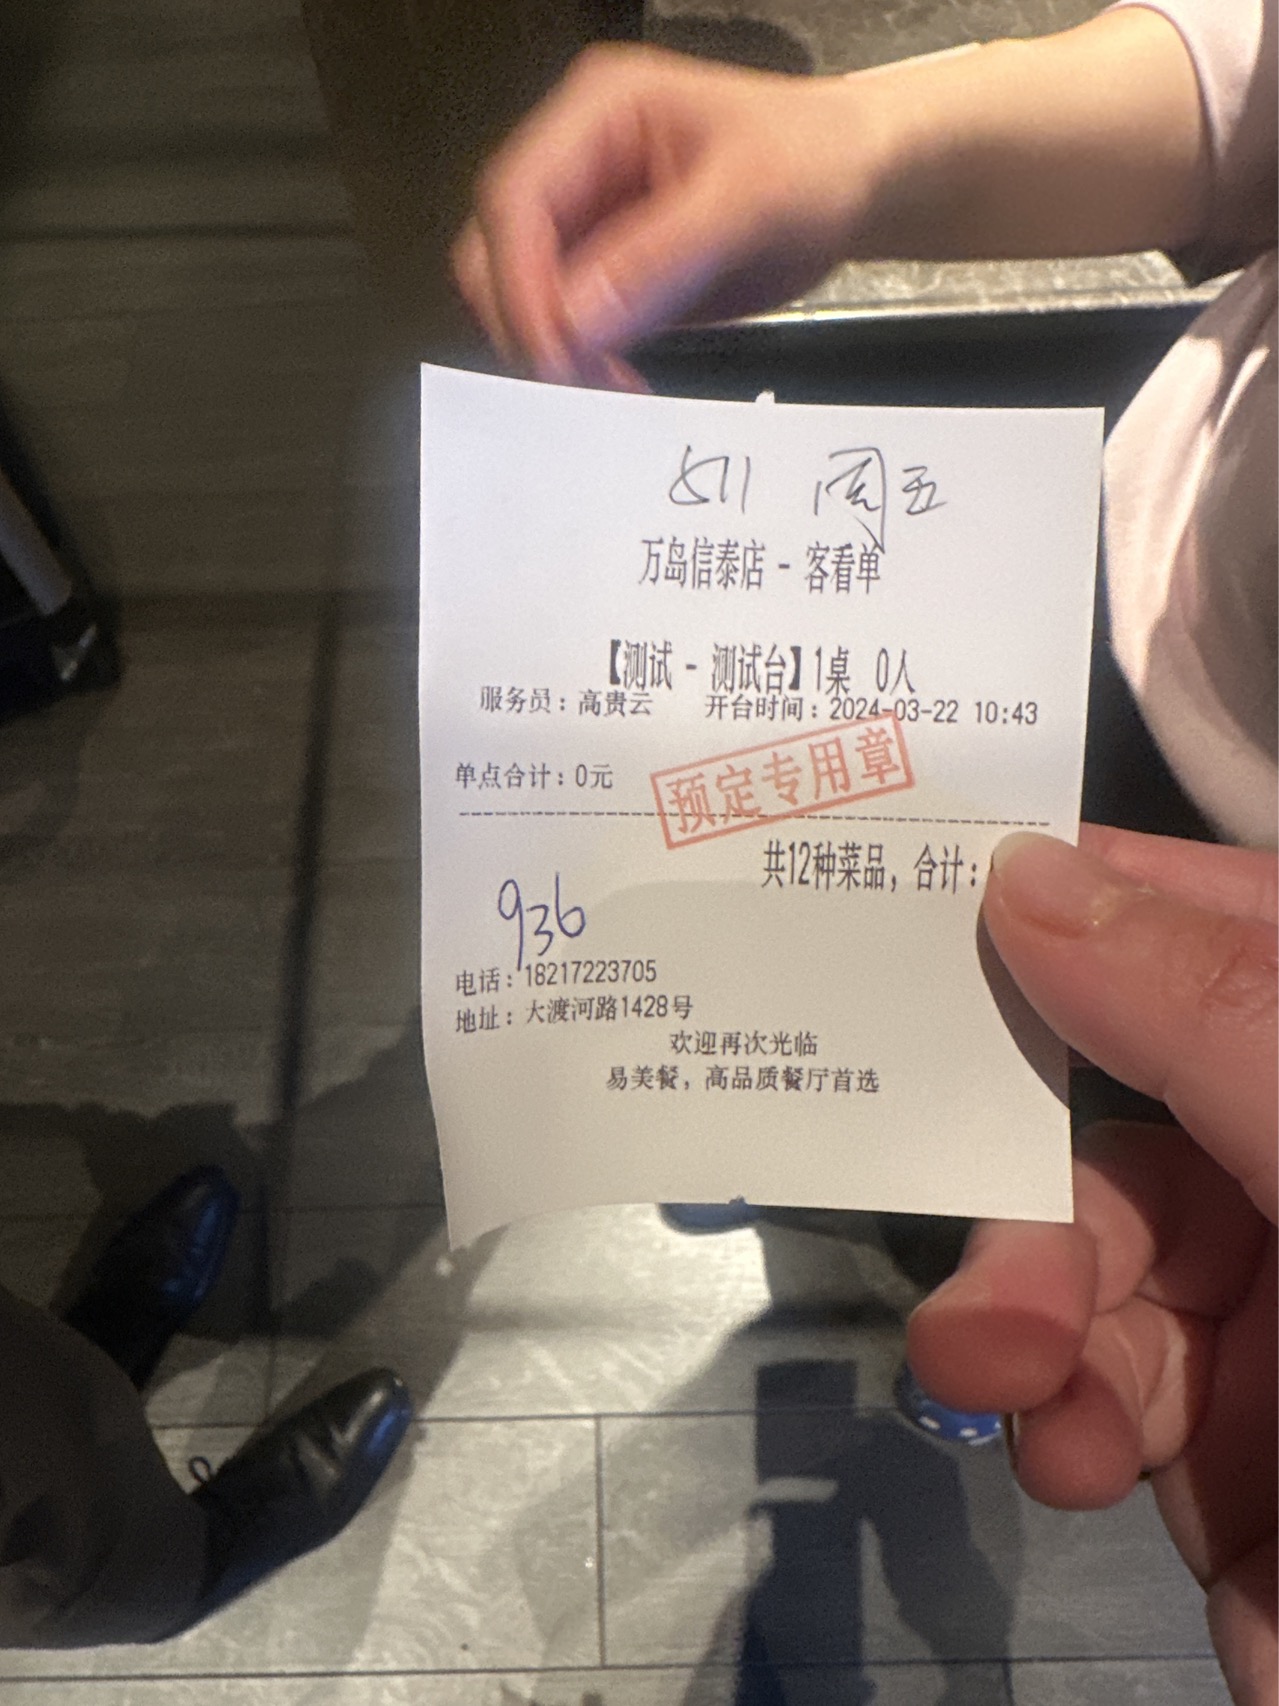 511 周五
万岛信泰店 - 客看单
【测试 - 测试台】1桌 0人
服务员：高贵云 开台时间：2024-03-22 10:43
单点合计：0元
预定专用章
共12种菜品，合计：
936
电话：18217223705
地址：大渡河路1428号
欢迎再次光临
易美餐，高品质餐厅首选